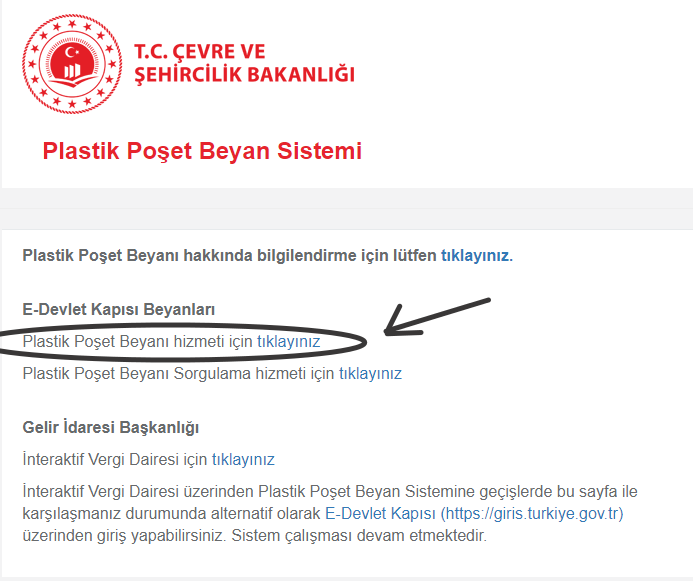 T.C. ÇEVRE VE
ŞEHİRCİLİK BAKANLIĞI
Plastik Poşet Beyan Sistemi
Plastik Poşet Beyanı hakkında bilgilendirme için lütfen tıklayınız.
E-Devlet Kapısı Beyanları
Plastik Poşet Beyanı hizmeti için tıklayınız
Plastik Poşet Beyanı Sorgulama hizmeti için tıklayınız
Gelir İdaresi Başkanlığı
İnteraktif Vergi Dairesi için tıklayınız
İnteraktif Vergi Dairesi üzerinden Plastik Poşet Beyan Sistemine geçişlerde bu sayfa ile
karşılaşmanız durumunda alternatif olarak E-Devlet Kapısı (https://giris.turkiye.gov.tr)
üzerinden giriş yapabilirsiniz. Sistem çalışması devam etmektedir.